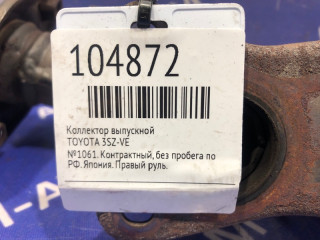 104872
Коллектор выпускной
TOYOTA 3SZ-VE
№1061. Контрактный, без пробега по
РФ. Япония. Правый руль.